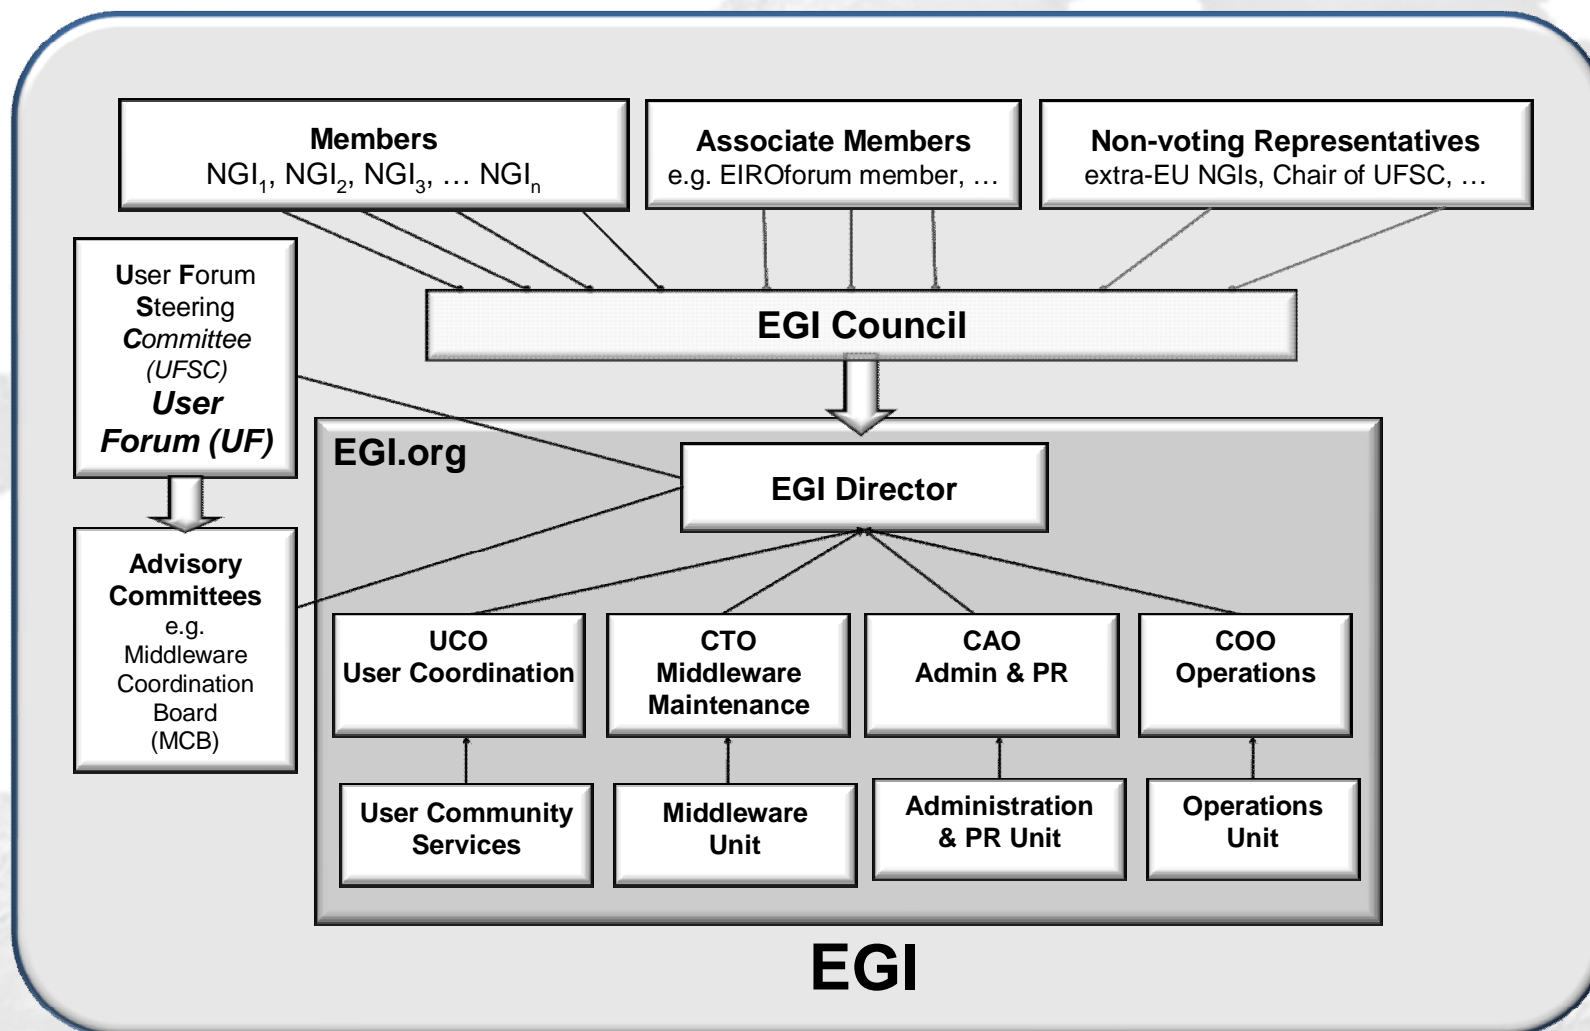 Members
NGI1, NGI2, NGI3, … NGIn
Associate Members
e.g. EIROforum member, …
Non-voting Representatives
extra-EU NGIs, Chair of UFSC, …
User Forum
Steering
Committee
(UFSC)
User
Forum (UF)
EGI Council
EGI.org
EGI Director
Advisory
Committees
e.g.
Middleware
Coordination
Board
(MCB)
UCO
User Coordination
CTO
Middleware
Maintenance
CAO
Admin & PR
COO
Operations
User Community
Services
Middleware
Unit
Administration
& PR Unit
Operations
Unit
EGI